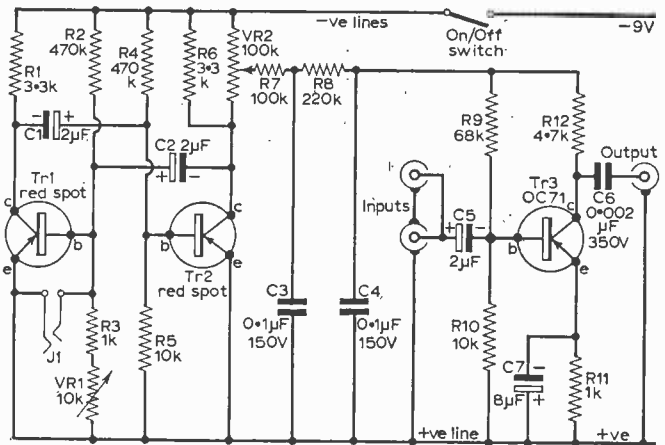 -ve lines
On/Off
switch
-9V
R1
3·3k
R2
470k
R4
470
k
R6
3·3
k
VR2
100k
R7
100k
R8
220k
R9
68k
R12
4·7k
- +
C1 2µF
C2 2µF
+ -
Tr1
red spot
c
b
e
c
b
e
Tr2
red spot
Inputs
C5
+ -
2µF
Tr3
OC71
c
b
e
Output
C6
0·002
µF
350V
J1
R3
1k
VR1
10k
R5
10k
C3
0·1µF
150V
C4
0·1µF
150V
R10
10k
C7 -
8µF +
R11
1k
+ve line
+ve